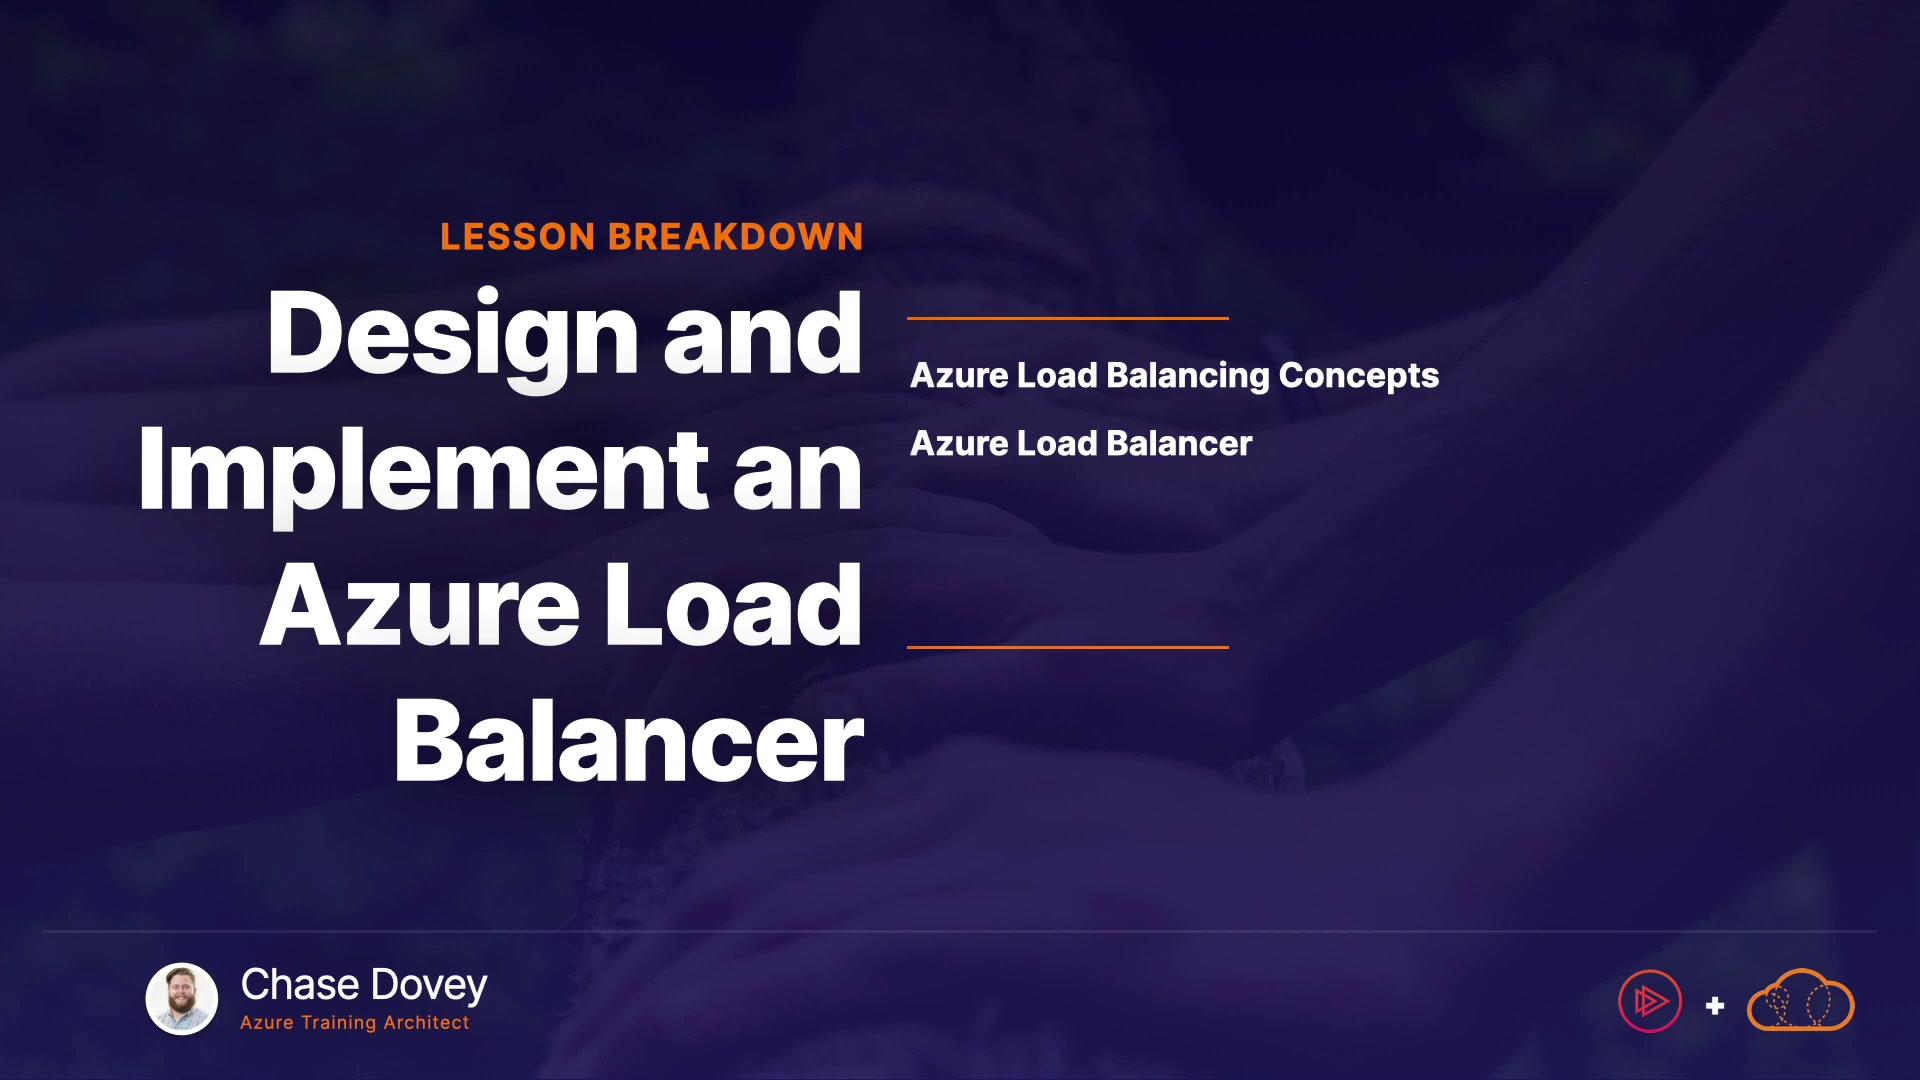 LESSON BREAKDOWN
Design and
Implement an
Azure Load
Balancer
Azure Load Balancing Concepts
Azure Load Balancer
Chase Dovey
Azure Training Architect
+